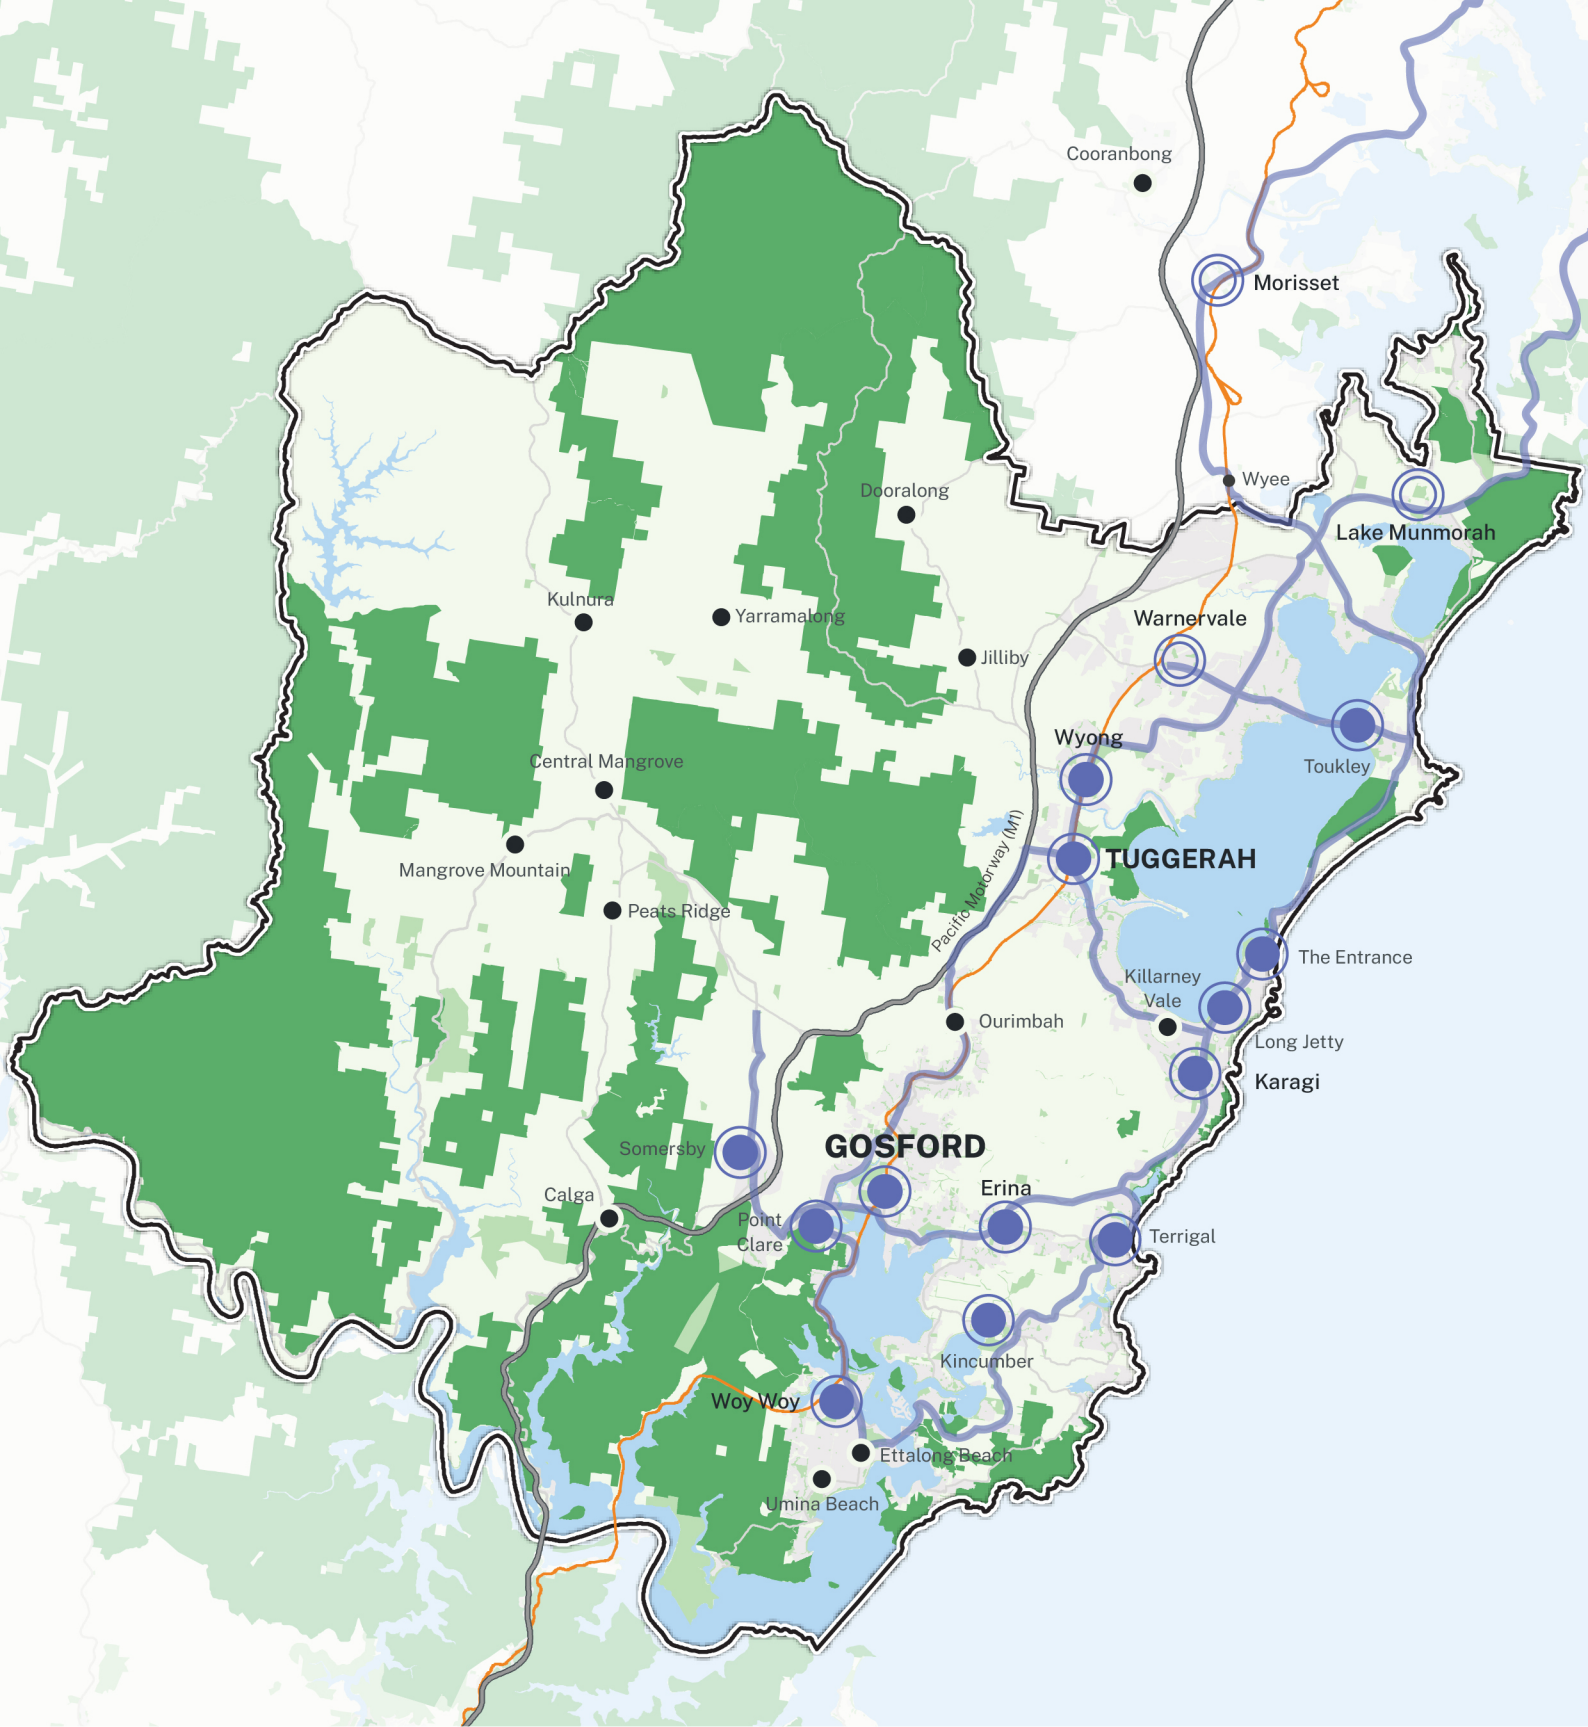 Cooranbong
Morisset
Wyee
Dooralong
Lake Munmorah
Kulnura
Yarramalong
Warnervale
Jilliby
Wyong
Toukley
Central Mangrove
Mangrove Mountain
TUGGERAH
Pacific Motorway (M1)
Peats Ridge
The Entrance
Killarney
Vale
Ourimbah
Long Jetty
Karagi
Somersby
GOSFORD
Calga
Erina
Point
Clare
Terrigal
Kincumber
Woy Woy
Ettalong Beach
Umina Beach